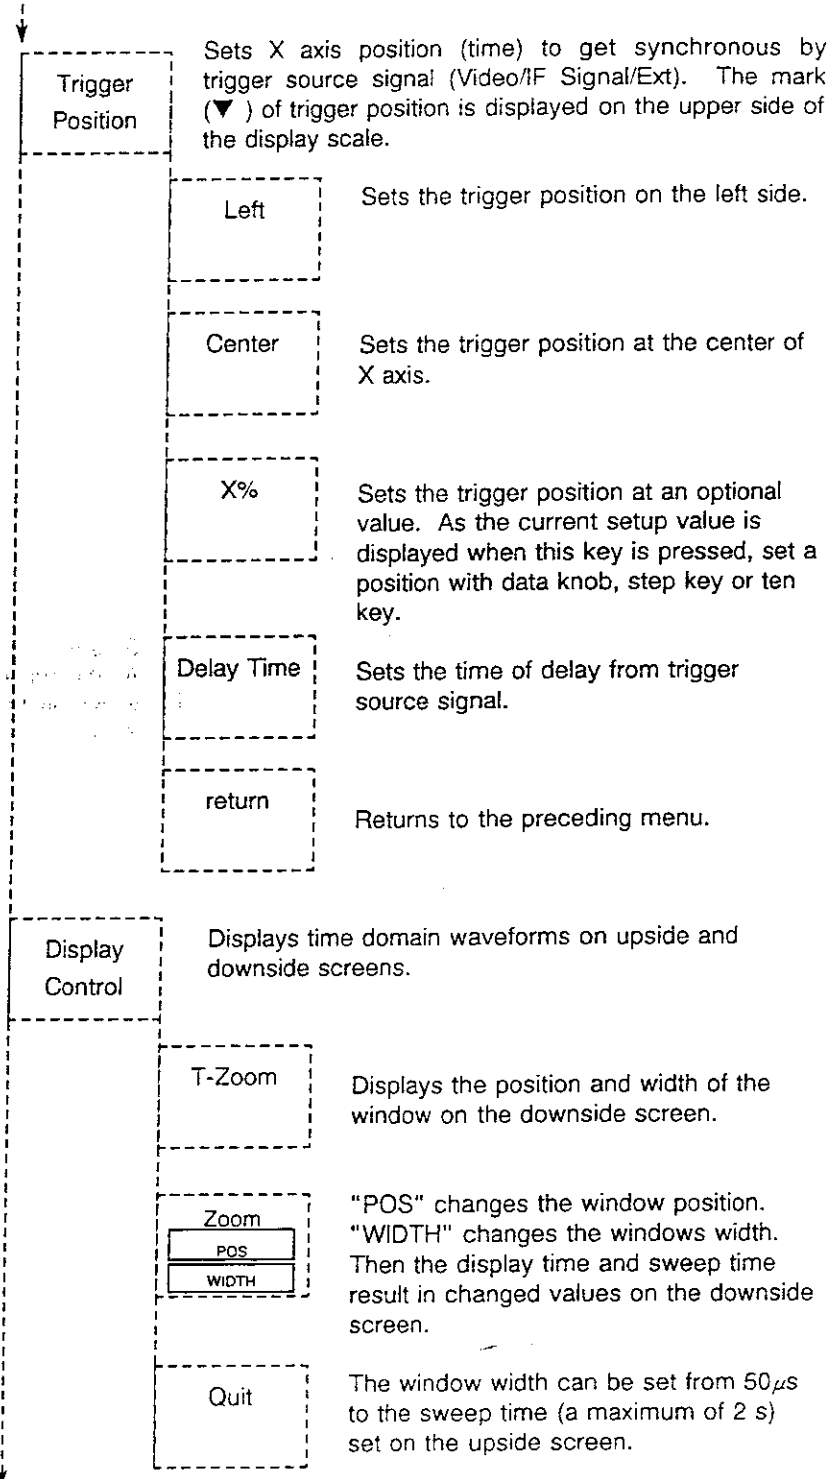 Trigger
Position
Sets X axis position (time) to get synchronous by
trigger source signal (Video/IF Signal/Ext). The mark
(▼ ) of trigger position is displayed on the upper side of
the display scale.
Left
Sets the trigger position on the left side.
Center
Sets the trigger position at the center of
X axis.
X%
Sets the trigger position at an optional
value. As the current setup value is
displayed when this key is pressed, set a
position with data knob, step key or ten
key.
Delay Time
Sets the time of delay from trigger
source signal.
return
Returns to the preceding menu.
Display
Control
Displays time domain waveforms on upside and
downside screens.
T-Zoom
Displays the position and width of the
window on the downside screen.
Zoom
POS
WIDTH
"POS" changes the window position.
"WIDTH" changes the windows width.
Then the display time and sweep time
result in changed values on the downside
screen.
Quit
The window width can be set from 50μs
to the sweep time (a maximum of 2 s)
set on the upside screen.